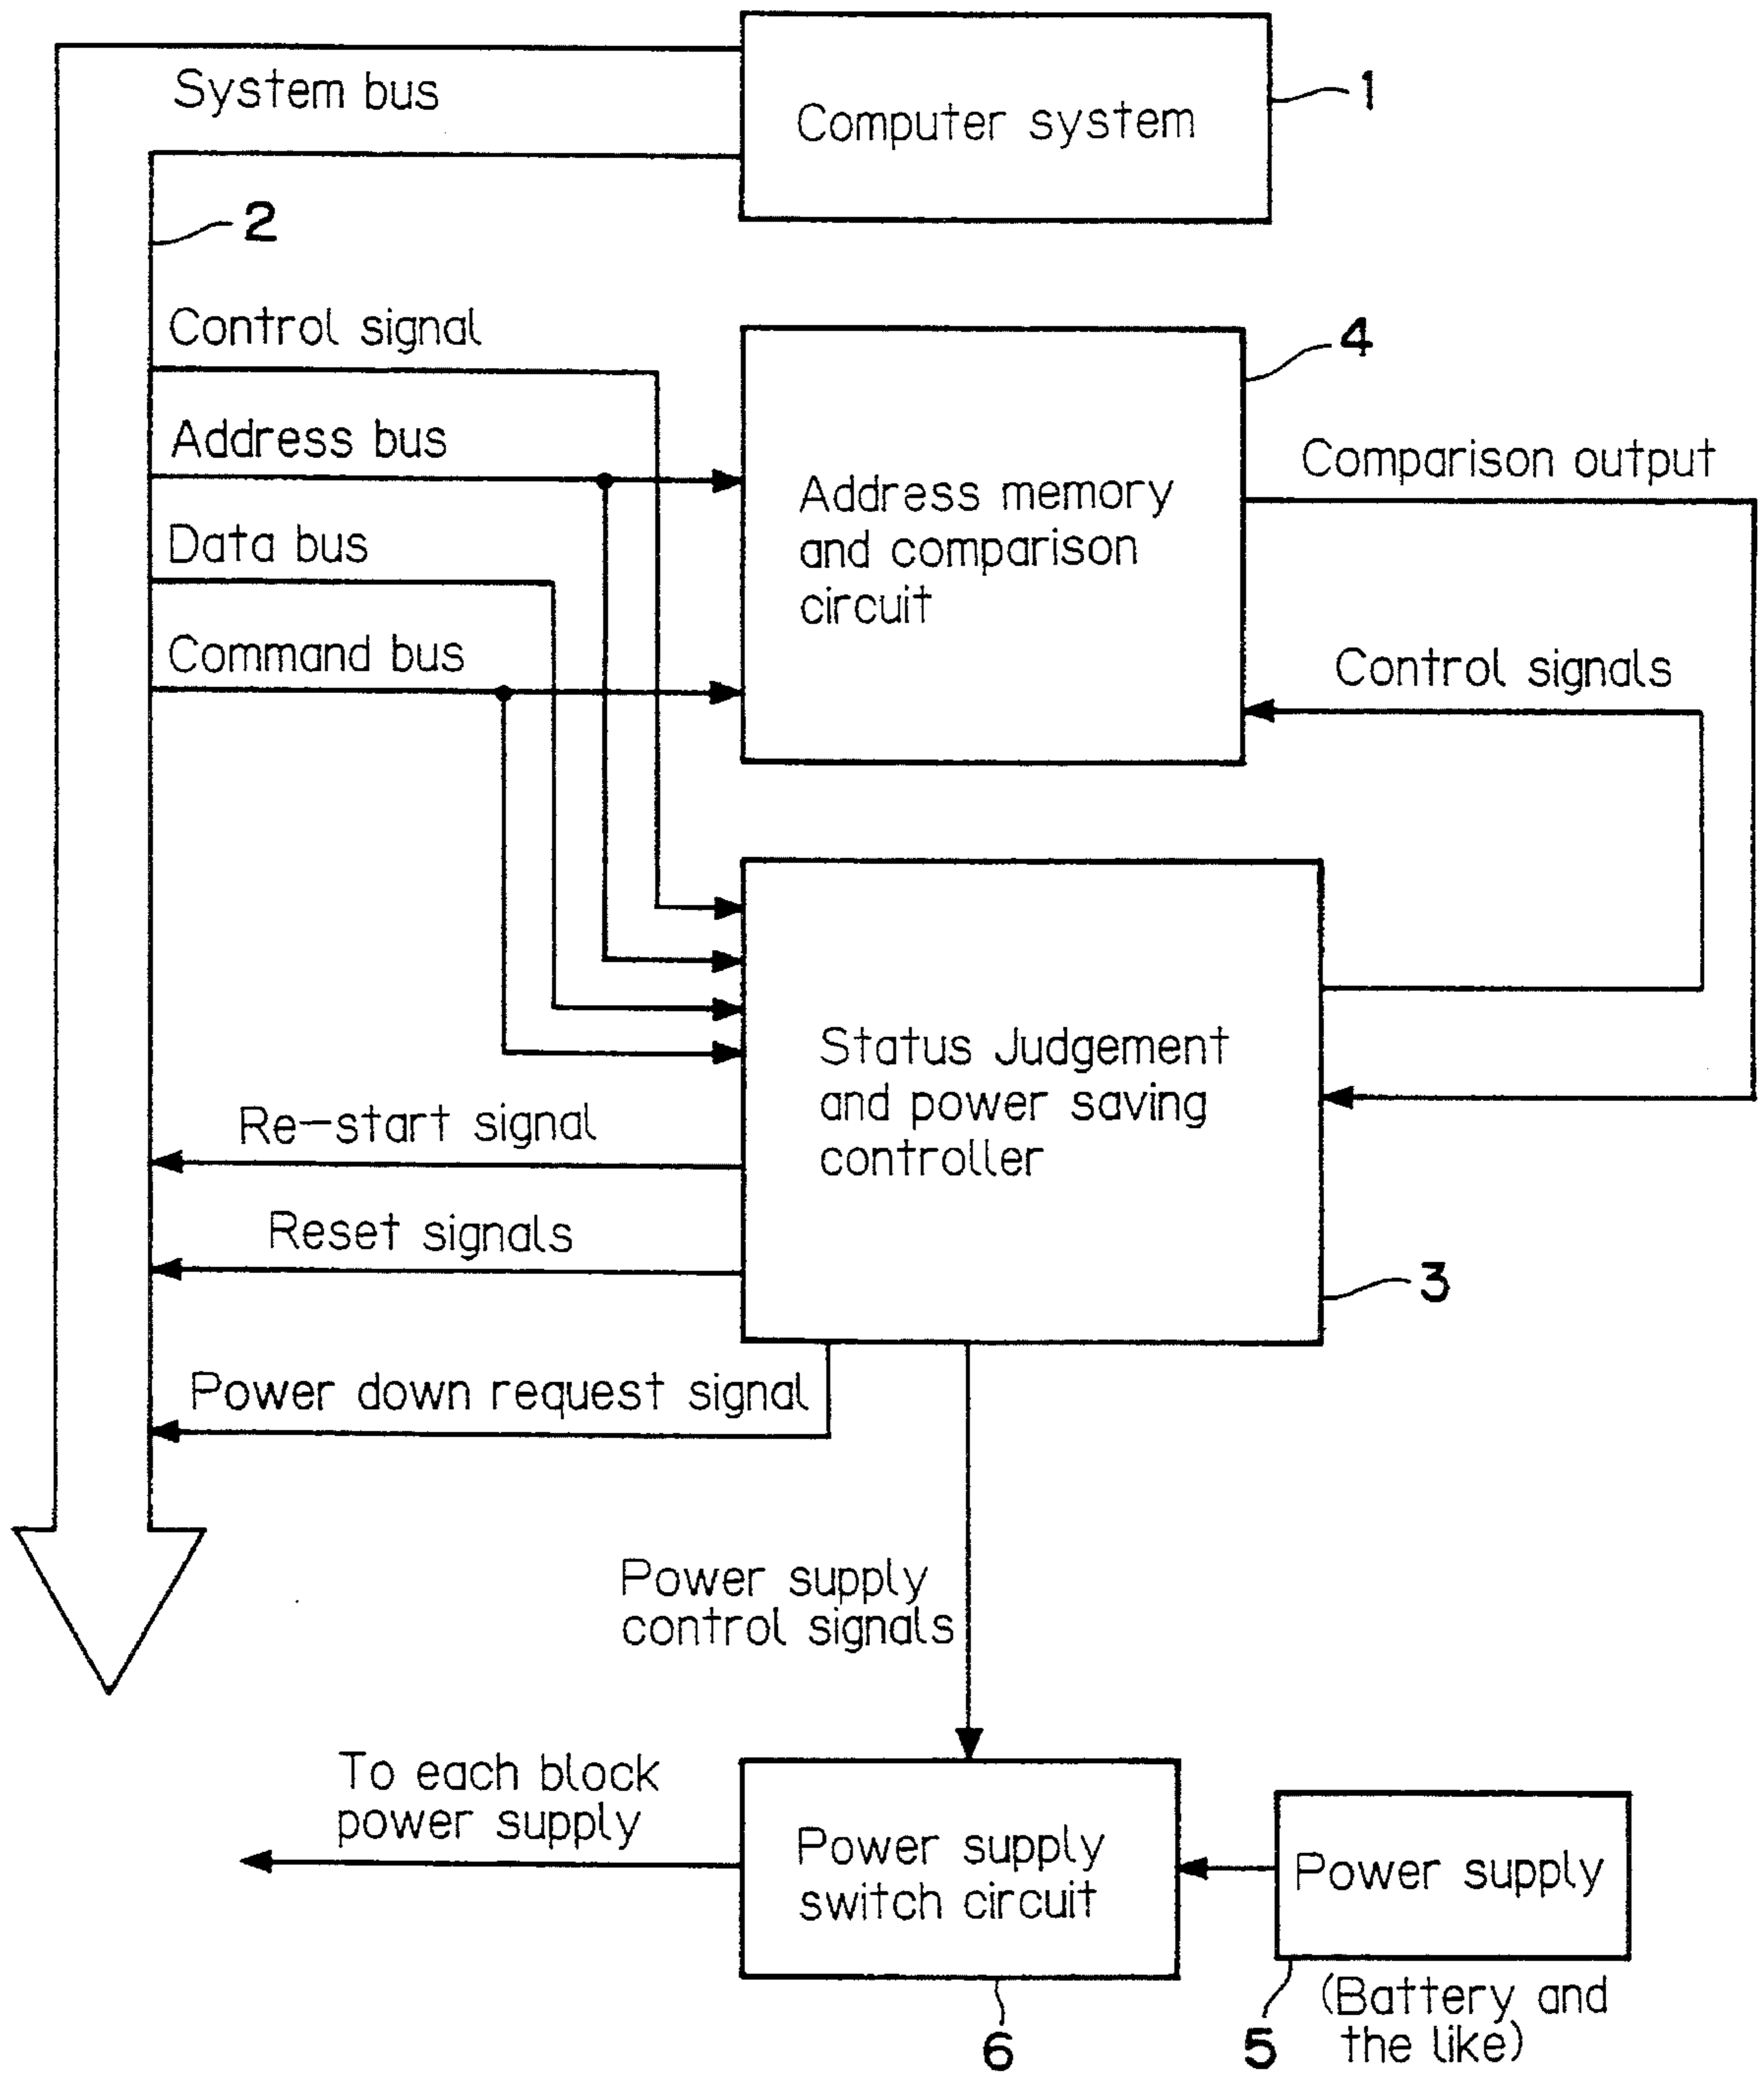 System bus
Computer system
1
2
Control signal
4
Address bus
Comparison output
Address memory
and comparison
circuit
Data bus
Command bus
Control signals
Status Judgement
and power saving
controller
Re-start signal
Reset signals
3
Power down request signal
Power supply
control signals
To each block
power supply
Power supply
switch circuit
Power supply
6
5
(Battery and
the like)